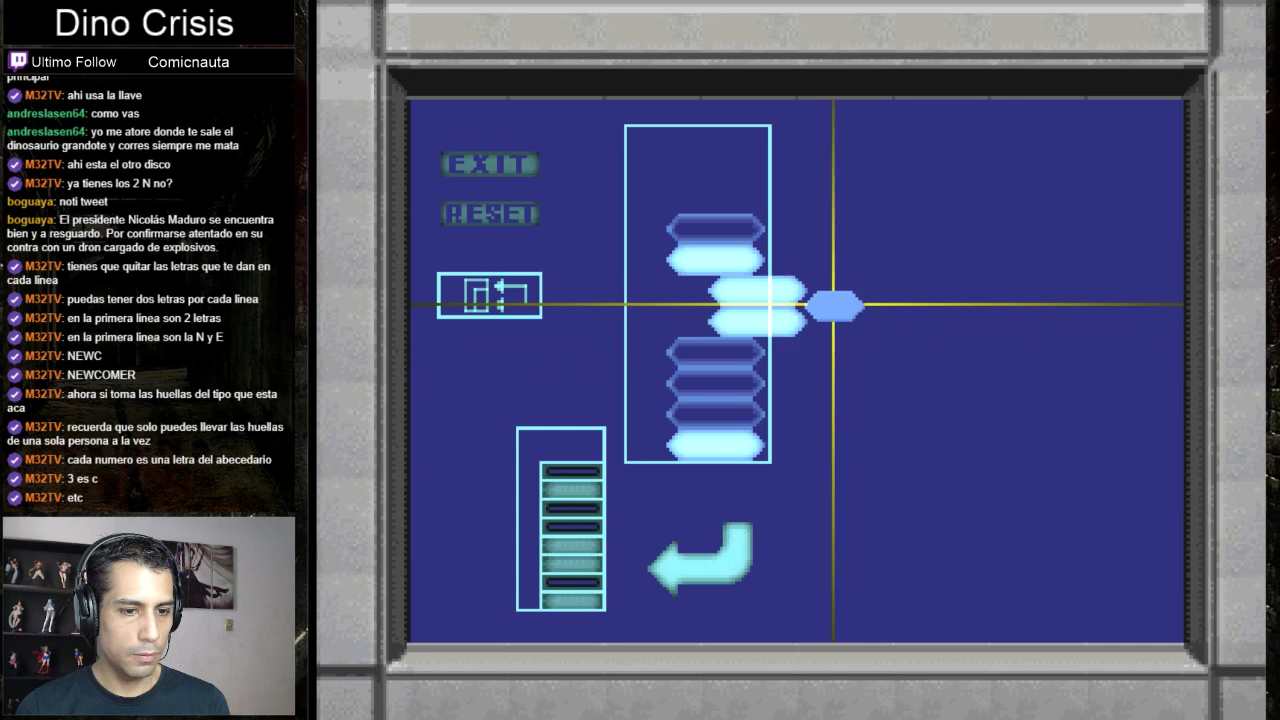 Dino Crisis
Ultimo Follow Comicnauta
principal
M32TV: ahi usa la llave
andreslasen64: como vas
andreslasen64: yo me atore donde te sale el
dinosaurio grandote y corres siempre me mata
M32TV: ahi esta el otro disco
M32TV: ya tienes los 2 N no?
boguaya: noti tweet
boguaya: El presidente Nicolás Maduro se encuentra
bien y a resguardo. Por confirmarse atentado en su
contra con un dron cargado de explosivos.
M32TV: tienes que quitar las letras que te dan en
cada linea
M32TV: puedas tener dos letras por cada linea
M32TV: en la primera linea son 2 letras
M32TV: en la primera linea son la N y E
M32TV: NEWC
M32TV: NEWCOMER
M32TV: ahora si toma las huellas del tipo que esta
aca
M32TV: recuerda que solo puedes llevar las huellas
de una sola persona a la vez
M32TV: cada numero es una letra del abecedario
M32TV: 3 es c
M32TV: etc
EXIT
RESET